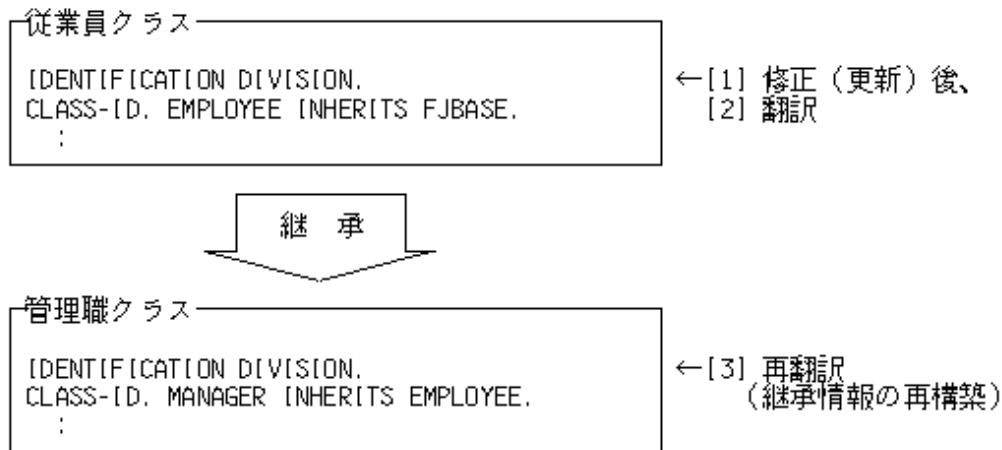 従業員クラス
IDENTIFICATION DIVISION.
CLASS-ID. EMPLOYEE INHERITS FJBASE.
:
←[1] 修正（更新）後、
[2] 翻訳
継 承
管理職クラス
IDENTIFICATION DIVISION.
CLASS-ID. MANAGER INHERITS EMPLOYEE.
:
←[3] 再翻訳
（継承情報の再構築）